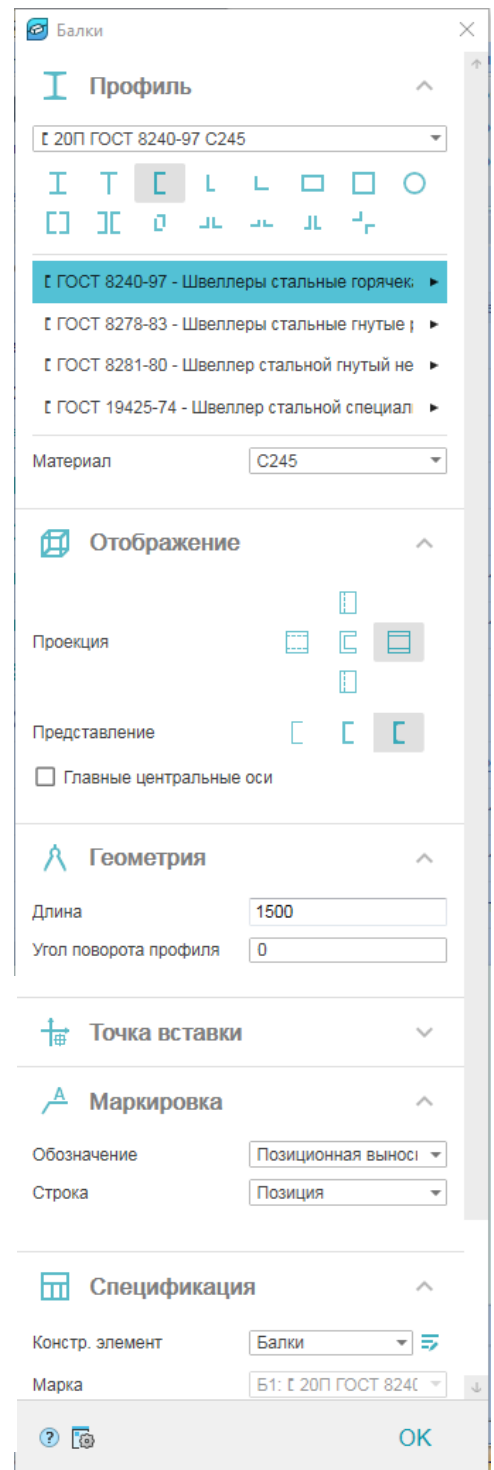 Балки
Профиль
20П ГОСТ 8240-97 С245
ГОСТ 8240-97 - Швеллеры стальные горячек
ГОСТ 8278-83 - Швеллеры стальные гнутые р
ГОСТ 8281-80 - Швеллер стальной гнутый не
ГОСТ 19425-74 - Швеллер стальной специал
Материал С245
Отображение
Проекция
Представление
Главные центральные оси
Геометрия
Длина 1500
Угол поворота профиля 0
Точка вставки
A Маркировка
Обозначение Позиционная вынос
Строка Позиция
Спецификация
Констр. элемент Балки
Марка Б1: 20П ГОСТ 824
? OK